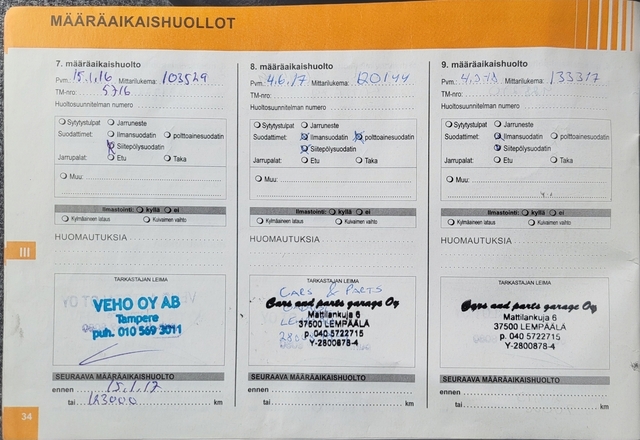 MÄÄRÄAIKAISHUOLLOT
7. määräaikaishuolto
Pvm. 15.1.16 Mittarilukema: 103529
TM-nro: 5716
Huoltosuunnitelman numero
Sytytystulpat Jarruneste
Suodattimet: Ilmansuodatin polttoainesuodatin
Siitepölysuodatin
Jarrupalat: Etu Taka
Muu:
Ilmastointi: kyllä ei
Kylmäaineen lataus Kuivaimen vaihto
HUOMAUTUKSIA
TARKASTAJAN LEIMA
VEHO OY AB
Tampere
puh. 010 569 3011
SEURAAVA MÄÄRÄAIKAISHUOLTO
ennen 15.1.17
tai 123000 km
8. määräaikaishuolto
Pvm. 4.6.17 Mittarilukema: 120144
TM-nro:
Huoltosuunnitelman numero
Sytytystulpat Jarruneste
Suodattimet: Ilmansuodatin polttoainesuodatin
Siitepölysuodatin
Jarrupalat: Etu Taka
Muu:
Ilmastointi: kyllä ei
Kylmäaineen lataus Kuivaimen vaihto
HUOMAUTUKSIA
TARKASTAJAN LEIMA
CARS & PARTS
Cars and parts garage Oy
Mattilankuja 6
37500 LEMPÄÄLÄ
p. 040 5722715
Y-2800878-4
SEURAAVA MÄÄRÄAIKAISHUOLTO
ennen
tai km
9. määräaikaishuolto
Pvm. Mittarilukema: 133317
TM-nro:
Huoltosuunnitelman numero
Sytytystulpat Jarruneste
Suodattimet: Ilmansuodatin polttoainesuodatin
Siitepölysuodatin
Jarrupalat: Etu Taka
Muu:
Ilmastointi: kyllä ei
Kylmäaineen lataus Kuivaimen vaihto
HUOMAUTUKSIA
TARKASTAJAN LEIMA
Cars and parts garage Oy
Mattilankuja 6
37500 LEMPÄÄLÄ
p. 040 5722715
Y-2800878-4
SEURAAVA MÄÄRÄAIKAISHUOLTO
ennen
tai km
III
34